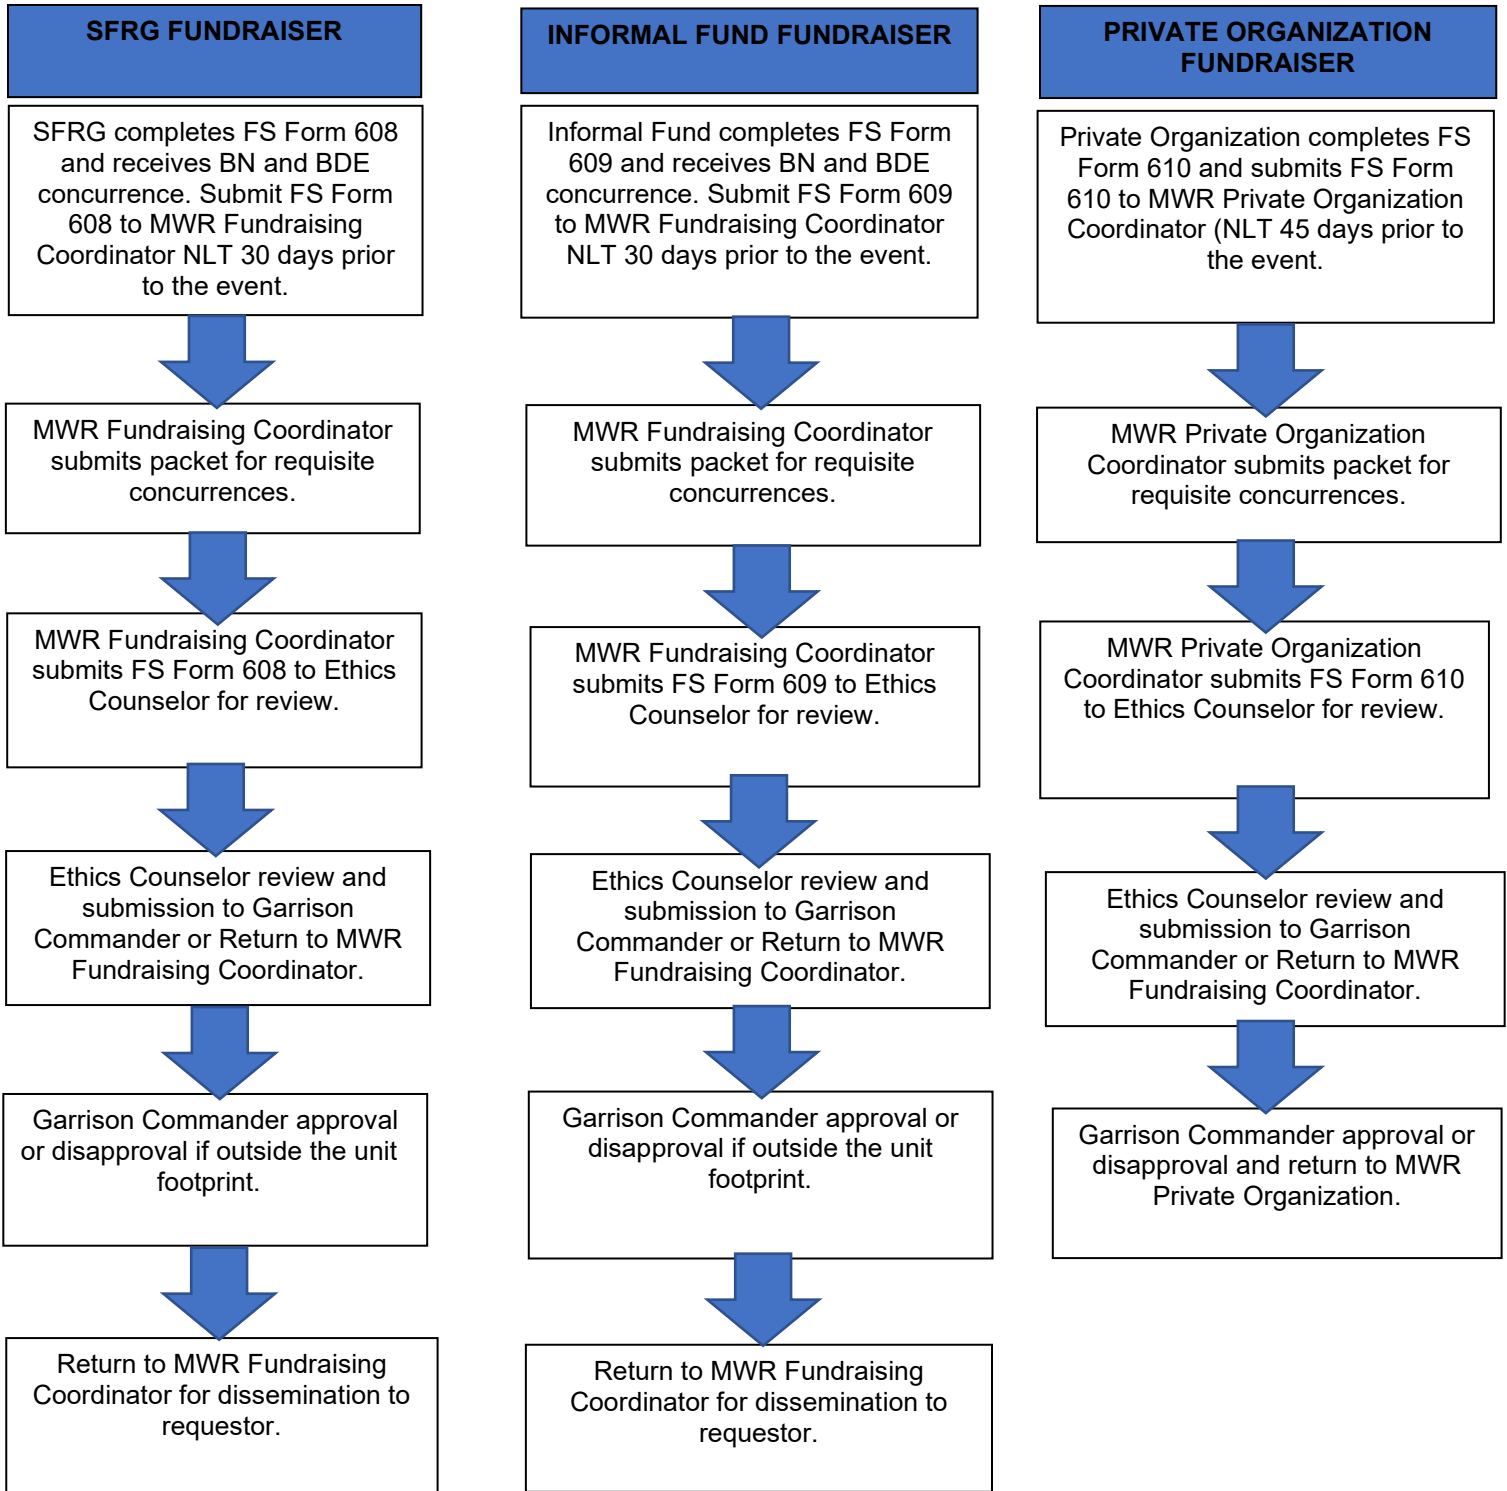 SFRG FUNDRAISER
SFRG completes FS Form 608
and receives BN and BDE
concurrence. Submit FS Form
608 to MWR Fundraising
Coordinator NLT 30 days prior
to the event.
MWR Fundraising Coordinator
submits packet for requisite
concurrences.
MWR Fundraising Coordinator
submits FS Form 608 to Ethics
Counselor for review.
Ethics Counselor review and
submission to Garrison
Commander or Return to MWR
Fundraising Coordinator.
Garrison Commander approval
or disapproval if outside the unit
footprint.
Return to MWR Fundraising
Coordinator for dissemination to
requestor.
INFORMAL FUND FUNDRAISER
Informal Fund completes FS Form
609 and receives BN and BDE
concurrence. Submit FS Form 609
to MWR Fundraising Coordinator
NLT 30 days prior to the event.
MWR Fundraising Coordinator
submits packet for requisite
concurrences.
MWR Fundraising Coordinator
submits FS Form 609 to Ethics
Counselor for review.
Ethics Counselor review and
submission to Garrison
Commander or Return to MWR
Fundraising Coordinator.
Garrison Commander approval or
disapproval if outside the unit
footprint.
Return to MWR Fundraising
Coordinator for dissemination to
requestor.
PRIVATE ORGANIZATION
FUNDRAISER
Private Organization completes FS
Form 610 and submits FS Form
610 to MWR Private Organization
Coordinator (NLT 45 days prior to
the event.
MWR Private Organization
Coordinator submits packet for
requisite concurrences.
MWR Private Organization
Coordinator submits FS Form 610
to Ethics Counselor for review.
Ethics Counselor review and
submission to Garrison
Commander or Return to MWR
Fundraising Coordinator.
Garrison Commander approval or
disapproval and return to MWR
Private Organization.